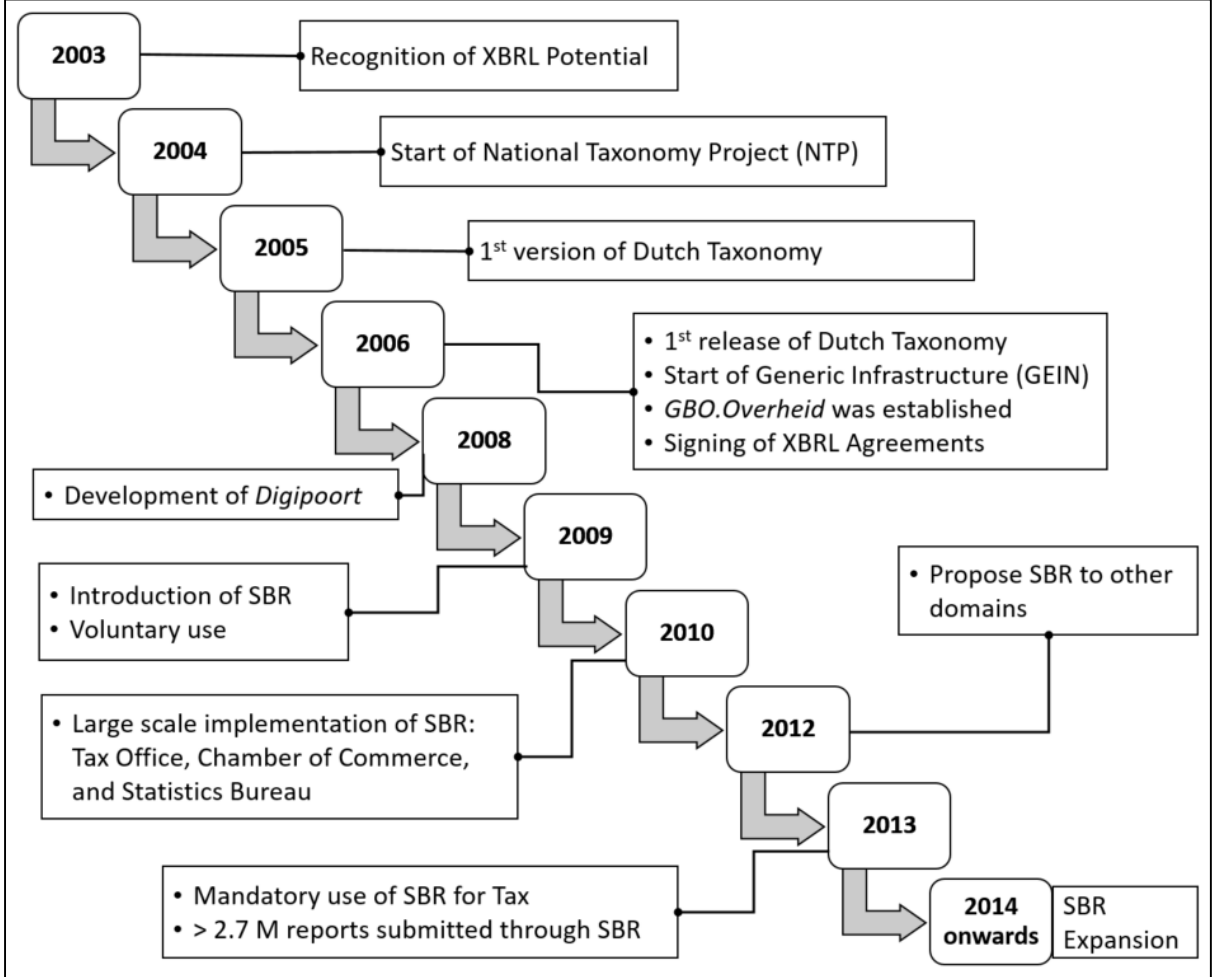 2003
Recognition of XBRL Potential
2004
Start of National Taxonomy Project (NTP)
2005
1st version of Dutch Taxonomy
2006
• 1st release of Dutch Taxonomy
• Start of Generic Infrastructure (GEIN)
• GBO.Overheid was established
• Signing of XBRL Agreements
2008
• Development of Digipoort
2009
• Introduction of SBR
• Voluntary use
2010
• Large scale implementation of SBR:
Tax Office, Chamber of Commerce,
and Statistics Bureau
2012
• Propose SBR to other
domains
2013
• Mandatory use of SBR for Tax
• > 2.7 M reports submitted through SBR
2014
onwards
SBR
Expansion